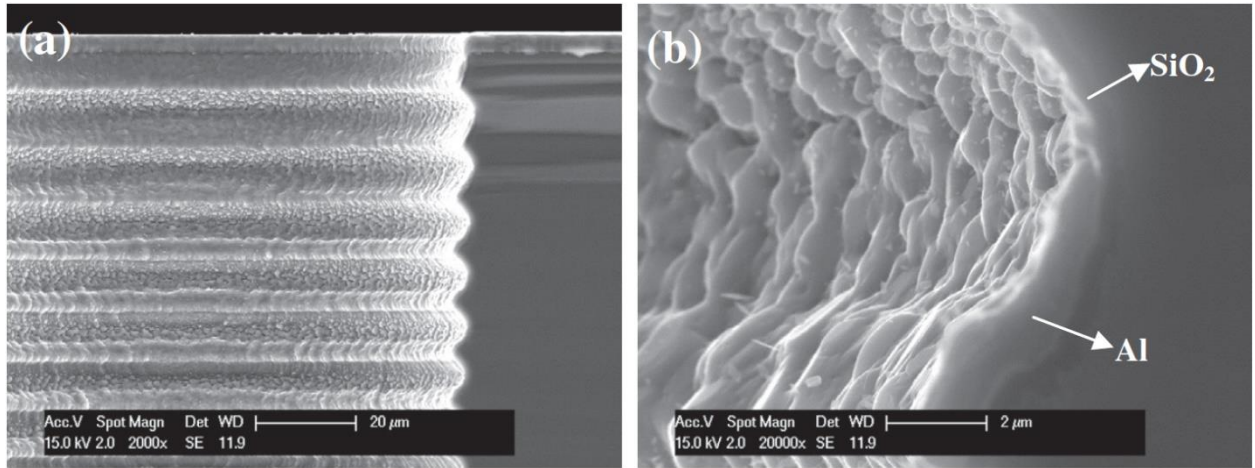 (a)
Acc.V Spot Magn Det WD 20 μm
15.0 kV 2.0 2000x SE 11.9
(b)
SiO₂
Al
Acc.V Spot Magn Det WD 2 μm
15.0 kV 2.0 20000x SE 11.9